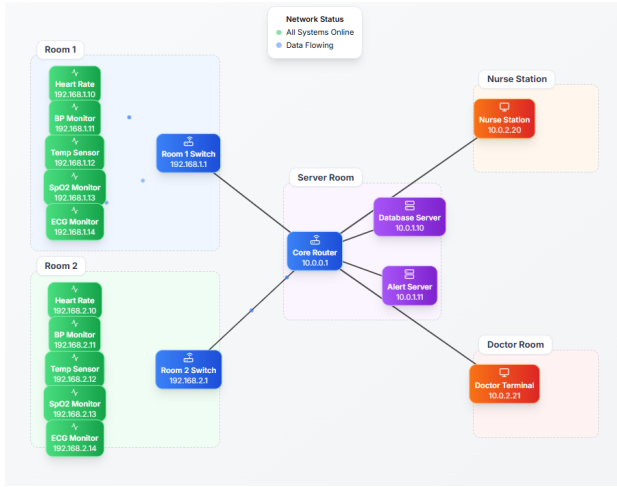 Network Status
All Systems Online
Data Flowing
Room 1
Heart Rate
192.168.1.10
BP Monitor
192.168.1.11
Temp Sensor
192.168.1.12
SpO2 Monitor
192.168.1.13
ECG Monitor
192.168.1.14
Room 1 Switch
192.168.1.1
Room 2
Heart Rate
192.168.2.10
BP Monitor
192.168.2.11
Temp Sensor
192.168.2.12
SpO2 Monitor
192.168.2.13
ECG Monitor
192.168.2.14
Room 2 Switch
192.168.2.1
Server Room
Core Router
10.0.0.1
Database Server
10.0.1.10
Alert Server
10.0.1.11
Nurse Station
Nurse Station
10.0.2.20
Doctor Room
Doctor Terminal
10.0.2.21